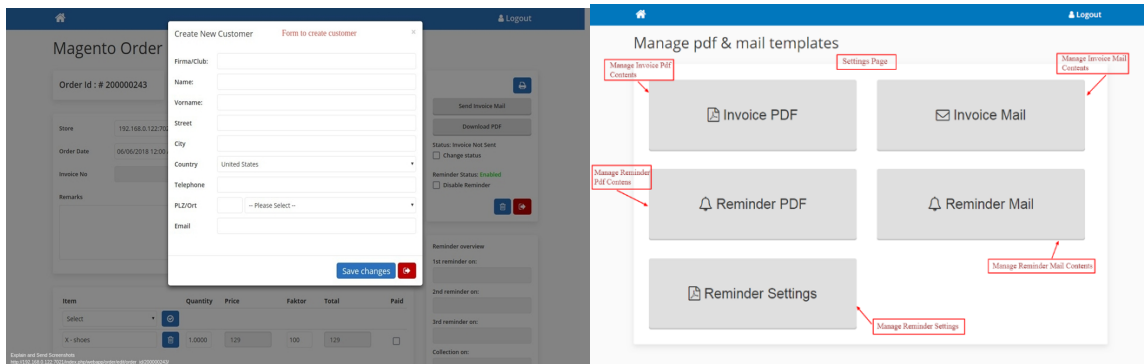 Logout
Magento Order
Order Id : # 200000243
Create New Customer
Form to create customer
×
Firma/Club:
Name:
Vorname:
Street
City
Country
United States
Telephone
PLZ/Ort
-- Please Select --
Email
Save changes
Store
192.168.0.122:702
Order Date
06/06/2018 12:00
Invoice No
Remarks
Send Invoice Mail
Download PDF
Status: Invoice Not Sent
Change status
Reminder Status: Enabled
Disable Reminder
Reminder overview
1st reminder on:
2nd reminder on:
3rd reminder on:
Collection on:
Item Quantity Price Faktor Total Paid
Select
X - shoes 1.0000 129 100 129
Explain and Send Screenshots
Logout
Manage pdf & mail templates
Settings Page
Manage Invoice Pdf
Contents
Manage Invoice Mail
Contents
Invoice PDF
Invoice Mail
Manage Reminder
Pdf Contens
Reminder PDF
Reminder Mail
Manage Reminder Mail Contents
Reminder Settings
Manage Reminder Settings